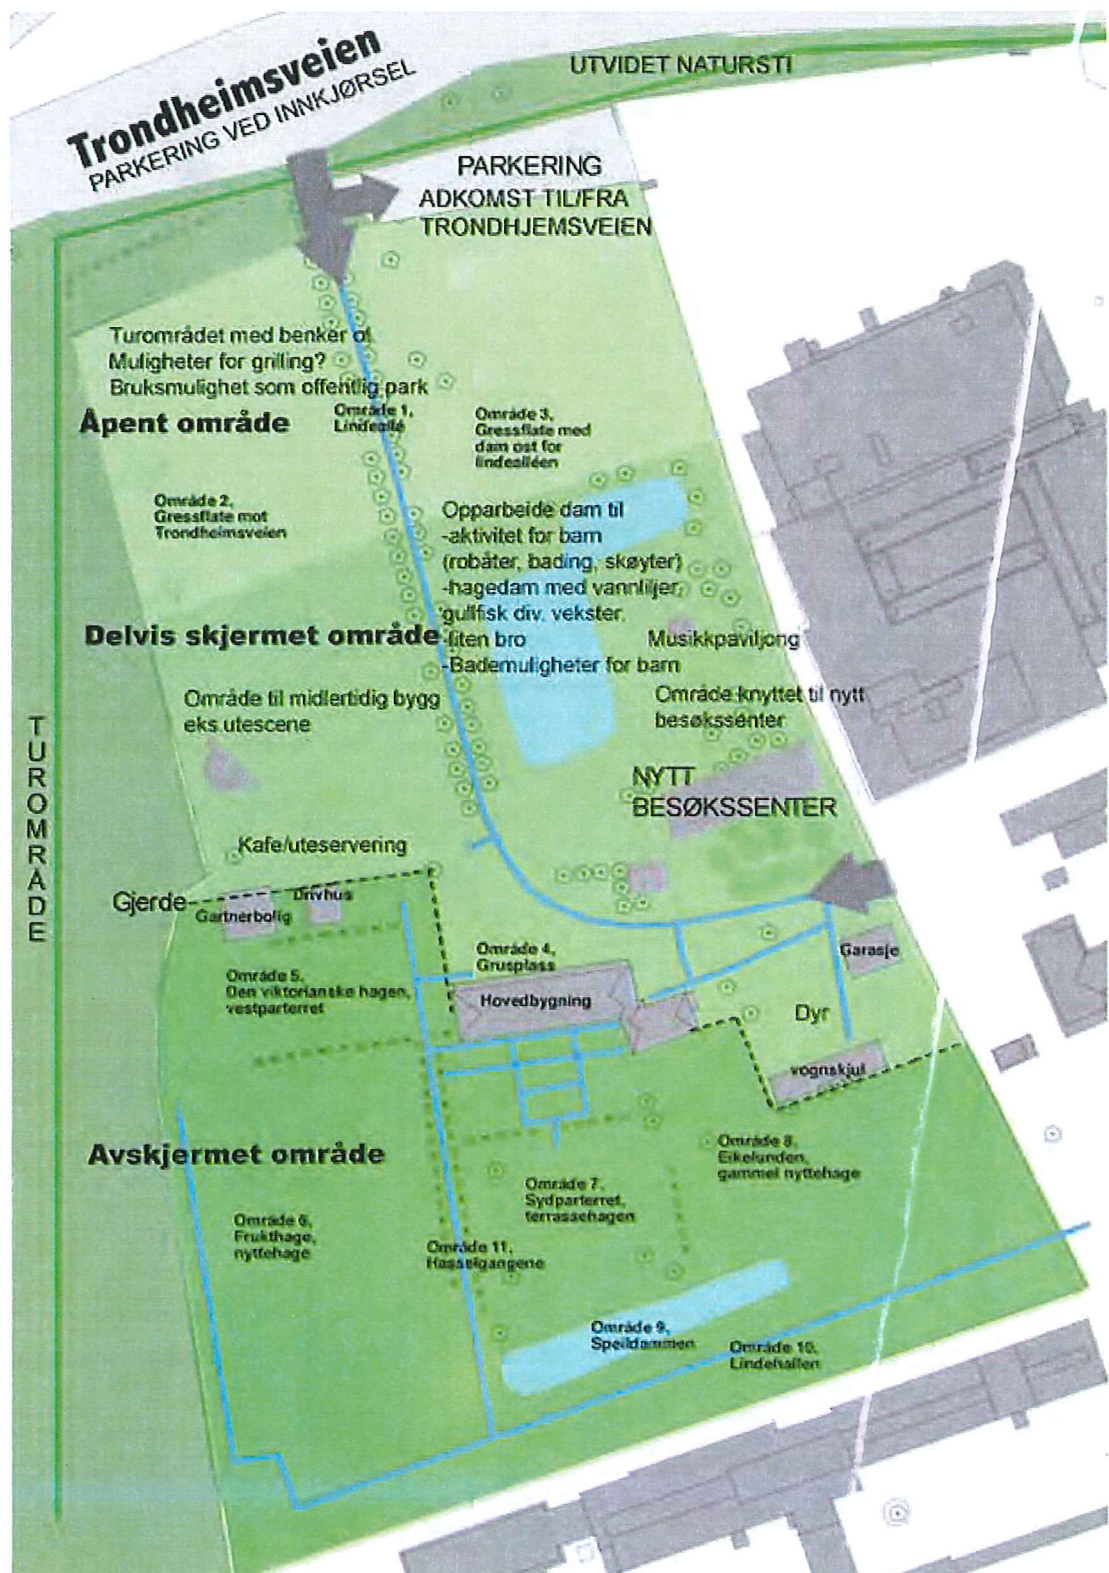 Trondheimsveien
PARKERING VED INNKJØRSEL
UTVIDET NATURSTI
PARKERING
ADKOMST TIL/FRA
TRONDHJEMSVEIEN
Turområdet med benker ol.
Muligheter for grilling?
Bruksmulighet som offentlig park
Åpent område
Område 1,
Lindeallé
Område 3,
Gressflate med
dam øst for
lindealléen
Område 2,
Gressflate mot
Trondheimsveien
Opparbeide dam til
-aktivitet for barn
(robåter, bading, skøyter)
-hagedam med vannliljer,
gullfisk div. vekster.
-liten bro
-Bademuligheter for barn
Delvis skjermet område
Musikkpaviljong
Område til midlertidig bygg
eks.utescene
Område knyttet til nytt
besøkssenter
NYTT
BESØKSSENTER
TUROMRÅDE
Kafe/uteservering
Gjerde
Drivhus
Gartnerbolig
Område 4,
Grusplass
Garasje
Område 5,
Den viktorianske hagen,
vestparterret
Hovedbygning
Dyr
vognskjul
Avskjermet område
Område 8,
Eikelunden,
gammel nyttehage
Område 7,
Sydparterret,
terrassehagen
Område 6,
Frukthage,
nyttehage
Område 11,
Hasselgangene
Område 9,
Speildammen
Område 10,
Lindehallen